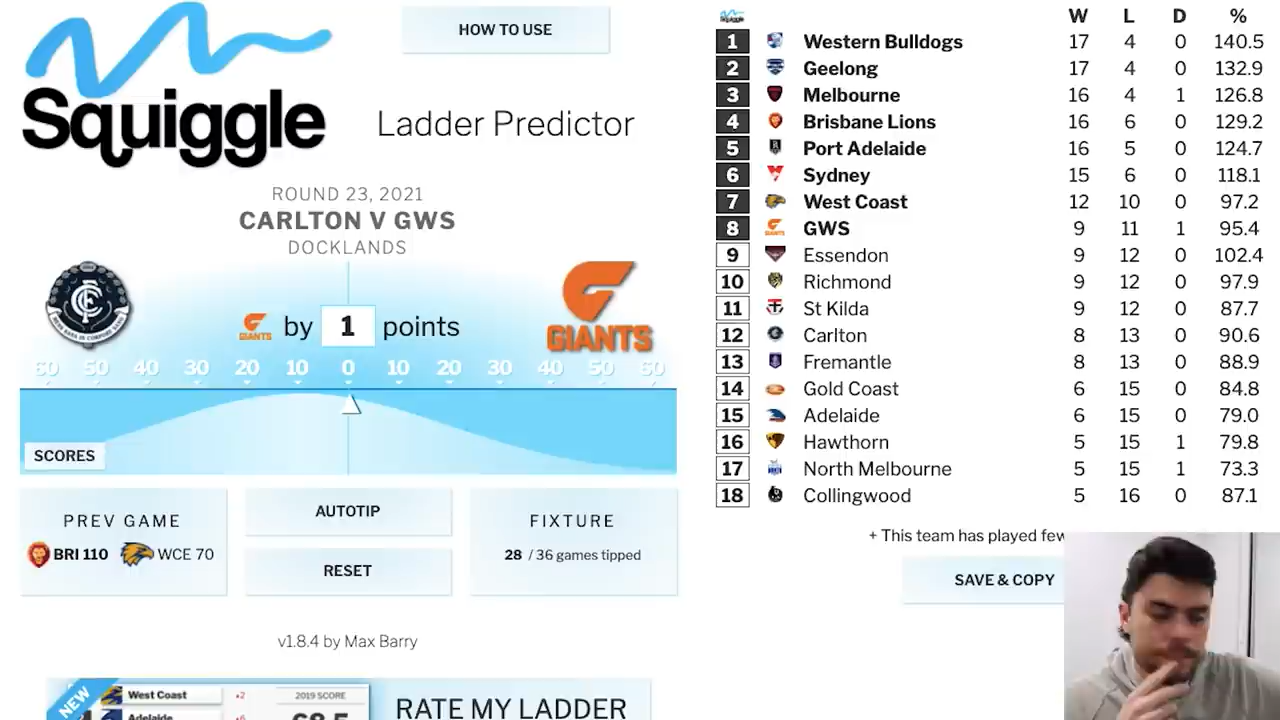 HOW TO USE
Squiggle
Ladder Predictor
ROUND 23, 2021
CARLTON V GWS
DOCKLANDS
GIANTS by 1 points
GIANTS
60 50 40 30 20 10 0 10 20 30 40 50 60
SCORES
PREV GAME
BRI 110 WCE 70
AUTOTIP
RESET
FIXTURE
28 / 36 games tipped
v1.8.4 by Max Barry
NEW
West Coast 2
Adelaide
2019 SCORE
68.5
RATE MY LADDER
Squiggle W L D %
1 Western Bulldogs 17 4 0 140.5
2 Geelong 17 4 0 132.9
3 Melbourne 16 4 1 126.8
4 Brisbane Lions 16 6 0 129.2
5 Port Adelaide 16 5 0 124.7
6 Sydney 15 6 0 118.1
7 West Coast 12 10 0 97.2
8 GIANTS GWS 9 11 1 95.4
9 Essendon 9 12 0 102.4
10 Richmond 9 12 0 97.9
11 St Kilda 9 12 0 87.7
12 Carlton 8 13 0 90.6
13 Fremantle 8 13 0 88.9
14 Gold Coast 6 15 0 84.8
15 Adelaide 6 15 0 79.0
16 Hawthorn 5 15 1 79.8
17 North Melbourne 5 15 1 73.3
18 Collingwood 5 16 0 87.1
+ This team has played few
SAVE & COPY